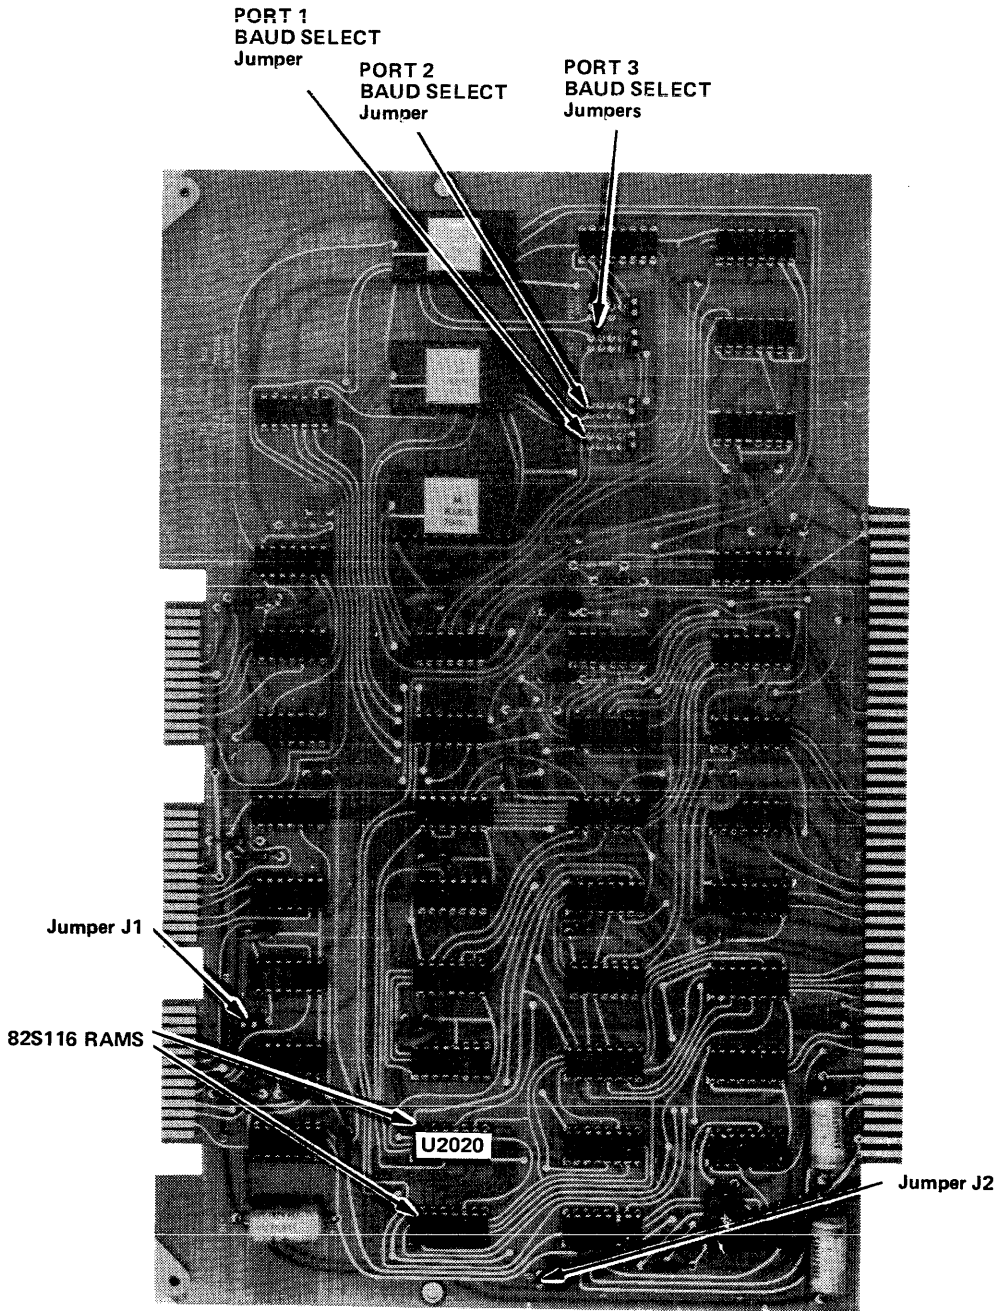 PORT 1
BAUD SELECT
Jumper
PORT 2
BAUD SELECT
Jumper
PORT 3
BAUD SELECT
Jumpers
Jumper J1
82S116 RAMS
U2020
Jumper J2